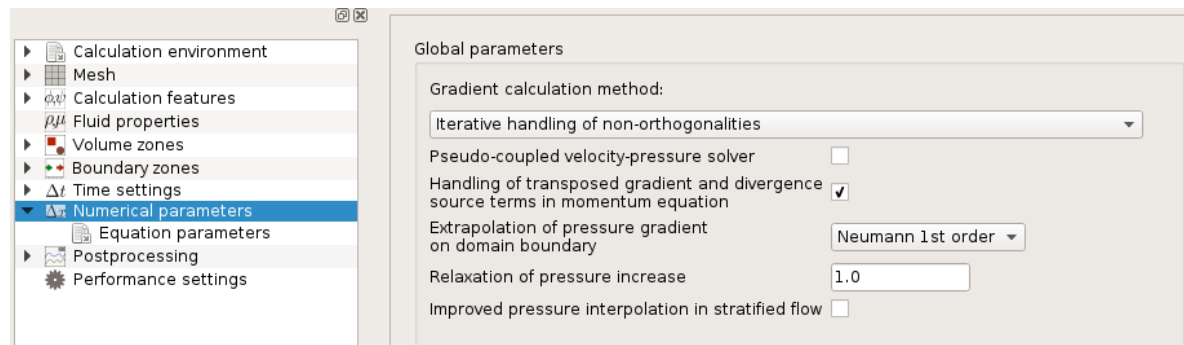 Calculation environment
Mesh
φ,ψ Calculation features
ρ,μ Fluid properties
Volume zones
Boundary zones
Δt Time settings
Numerical parameters
Equation parameters
Postprocessing
Performance settings
Global parameters
Gradient calculation method:
Iterative handling of non-orthogonalities
Pseudo-coupled velocity-pressure solver
Handling of transposed gradient and divergence
source terms in momentum equation
Extrapolation of pressure gradient
on domain boundary
Neumann 1st order
Relaxation of pressure increase
1.0
Improved pressure interpolation in stratified flow